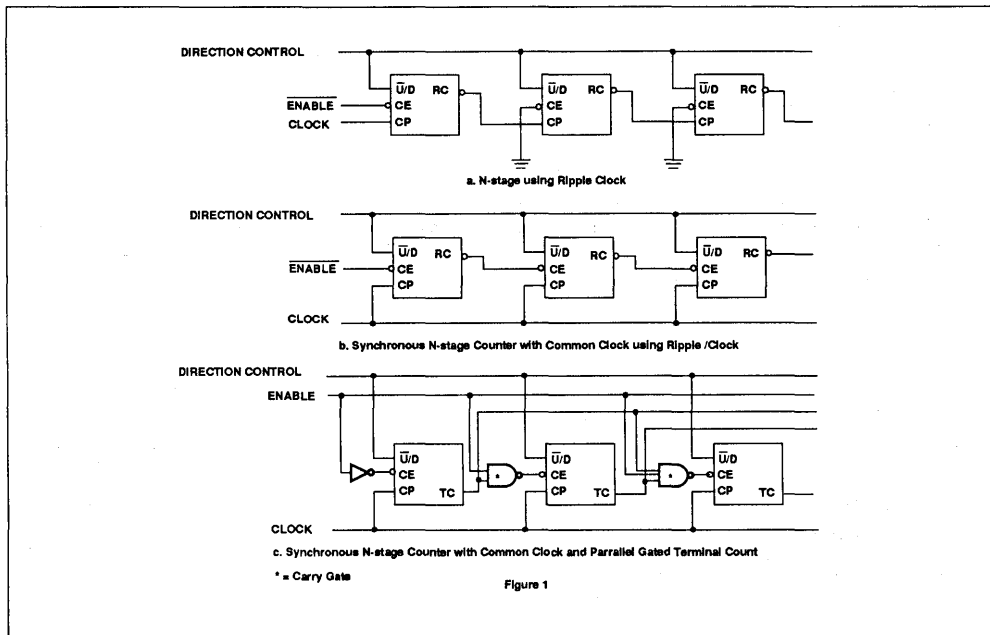 DIRECTION CONTROL
U̅/D RC
ENABLE CE
CLOCK CP
U̅/D RC
CE
CP
U̅/D RC
CE
CP
a. N-stage using Ripple Clock
DIRECTION CONTROL
U̅/D RC
ENABLE CE
CP
U̅/D RC
CE
CP
U̅/D RC
CE
CP
CLOCK
b. Synchronous N-stage Counter with Common Clock using Ripple /Clock
DIRECTION CONTROL
ENABLE
U̅/D
CE
CP TC
*
U̅/D
CE
CP TC
*
U̅/D
CE
CP TC
CLOCK
c. Synchronous N-stage Counter with Common Clock and Parrallel Gated Terminal Count
* = Carry Gate
Figure 1